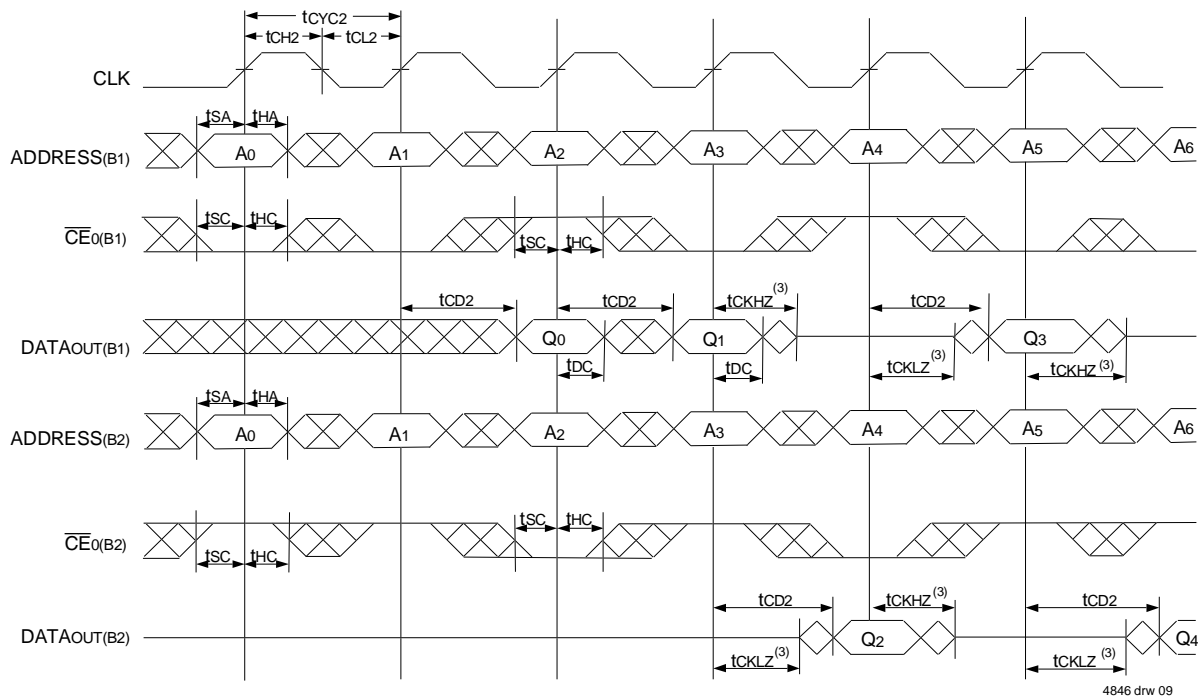 tCYC2
tCH2 tCL2
CLK
tSA tHA
ADDRESS(B1) A0 A1 A2 A3 A4 A5 A6
tSC tHC
CE0(B1)
tSC tHC
tCD2 tCD2 tCKHZ(3) tCD2
DATAOUT(B1) Q0 Q1 Q3
tDC tDC tCKLZ(3) tCKHZ(3)
tSA tHA
ADDRESS(B2) A0 A1 A2 A3 A4 A5 A6
tSC tHC
CE0(B2)
tSC tHC
tCD2 tCKHZ(3) tCD2
DATAOUT(B2) Q2 Q4
tCKLZ(3) tCKLZ(3)
4846 drw 09